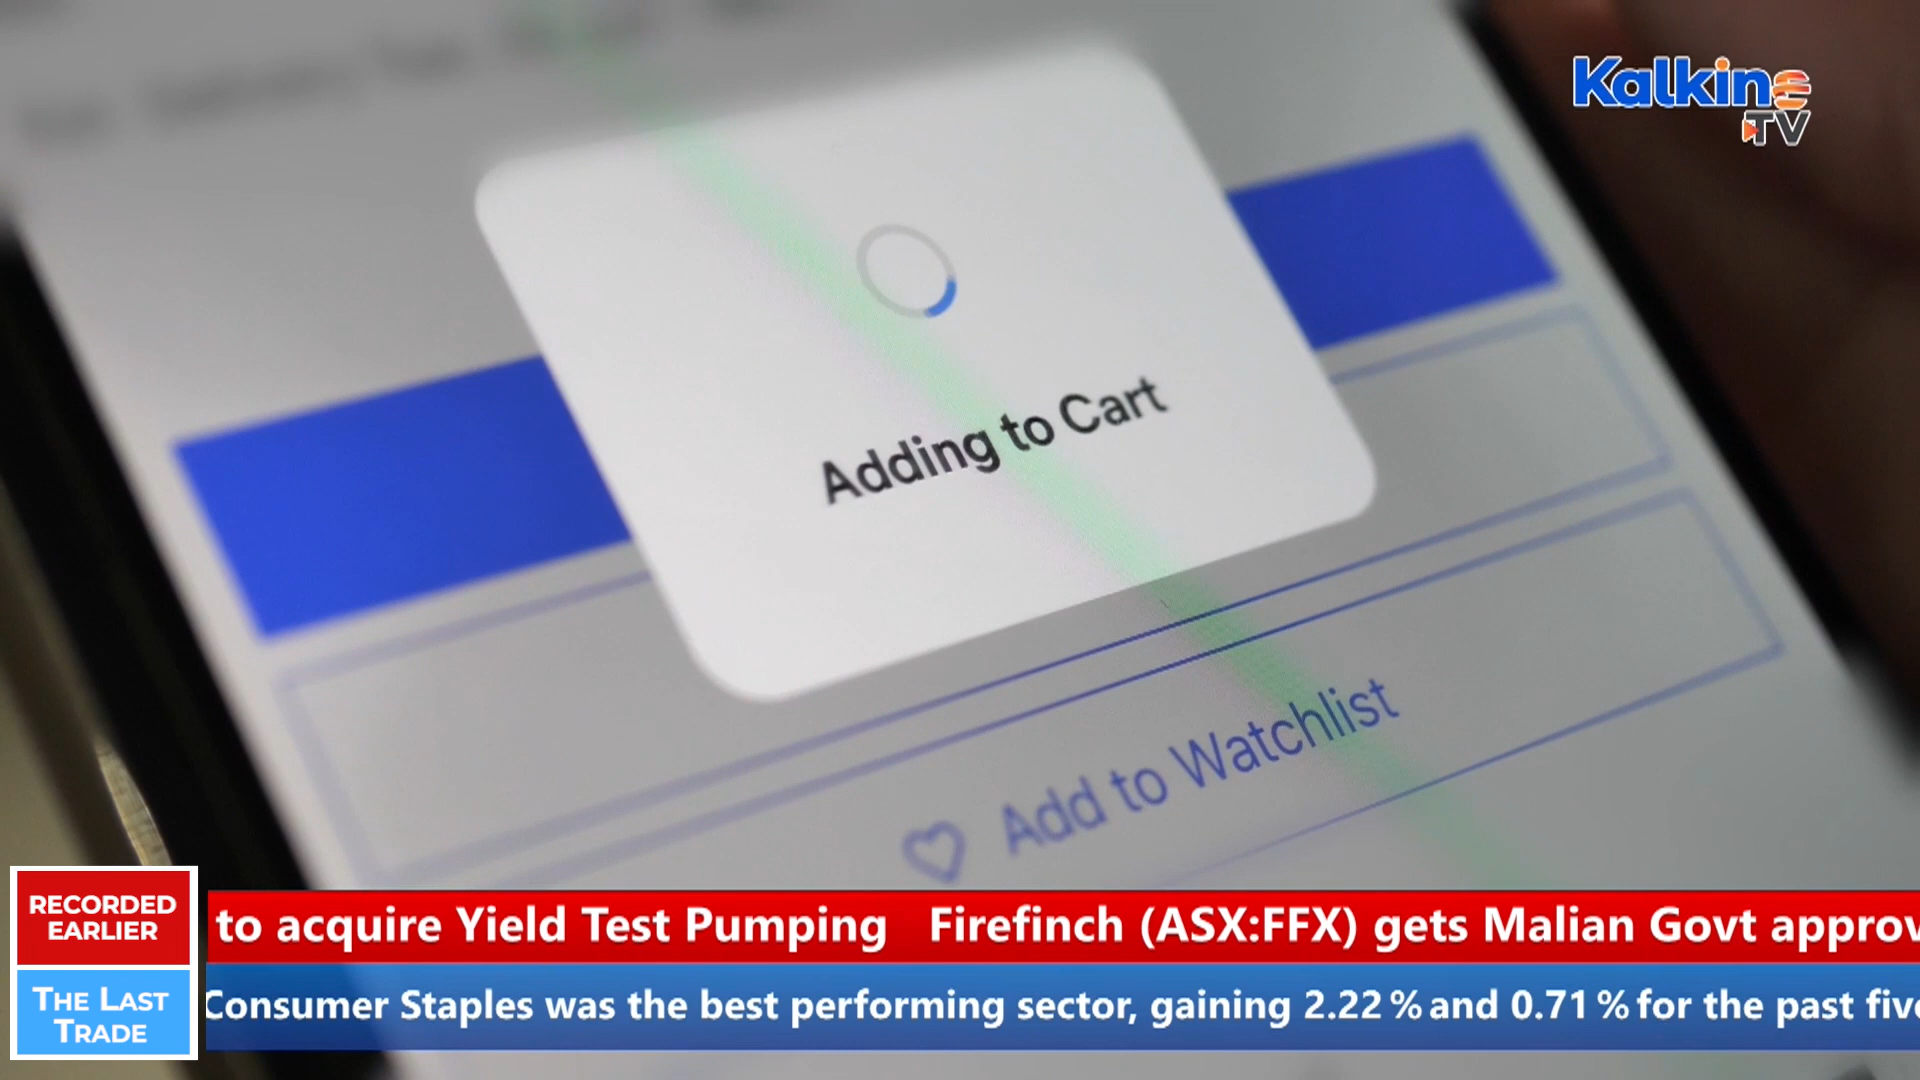 Kalkine
TV
Adding to Cart
Add to Watchlist
RECORDED
EARLIER
to acquire Yield Test Pumping Firefinch (ASX:FFX) gets Malian Govt approv
THE LAST
TRADE
Consumer Staples was the best performing sector, gaining 2.22% and 0.71% for the past five